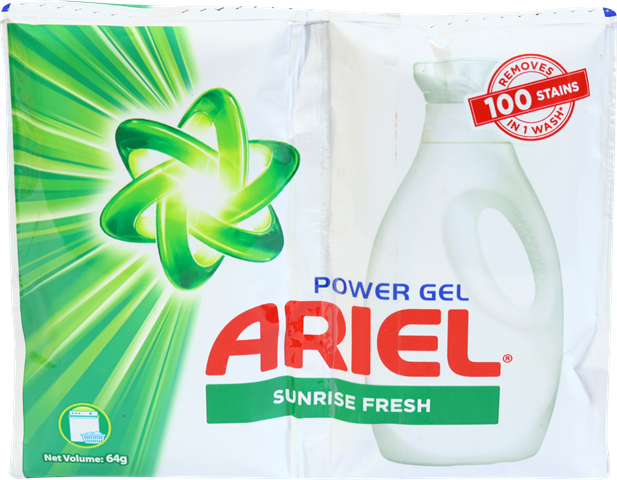 REMOVES
100 STAINS
IN 1 WASH*
POWER GEL
ARIEL®
SUNRISE FRESH
Net Volume: 64g